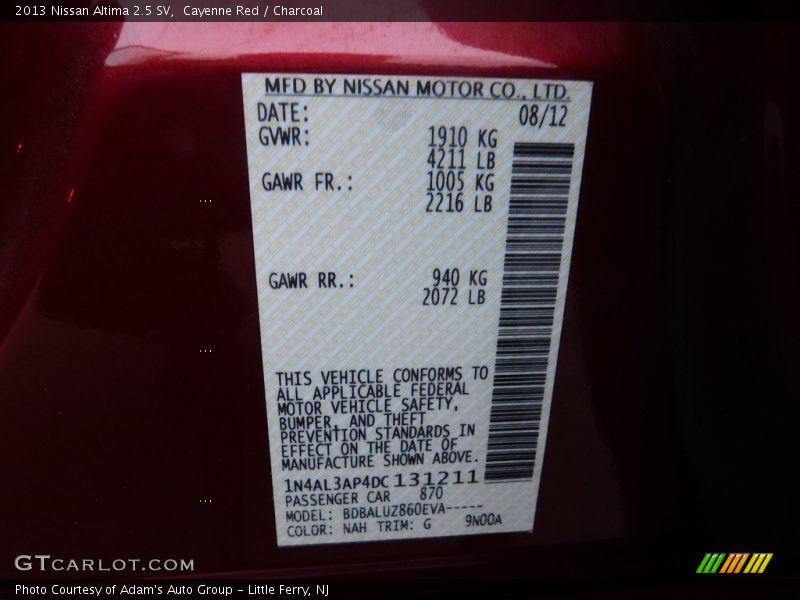 2013 Nissan Altima 2.5 SV,  Cayenne Red / Charcoal
MFD BY NISSAN MOTOR CO., LTD.
DATE: 08/12
GVWR: 1910 KG
4211 LB
GAWR FR.: 1005 KG
2216 LB
GAWR RR.: 940 KG
2072 LB
THIS VEHICLE CONFORMS TO
ALL APPLICABLE FEDERAL
MOTOR VEHICLE SAFETY,
BUMPER, AND THEFT
PREVENTION STANDARDS IN
EFFECT ON THE DATE OF
MANUFACTURE SHOWN ABOVE.
1N4AL3AP4DC131211
PASSENGER CAR 870
MODEL: BDBALUZ860EVA-----
COLOR: NAH TRIM: G 9N00A
GTCARLOT.COM
Photo Courtesy of Adam's Auto Group - Little Ferry, NJ